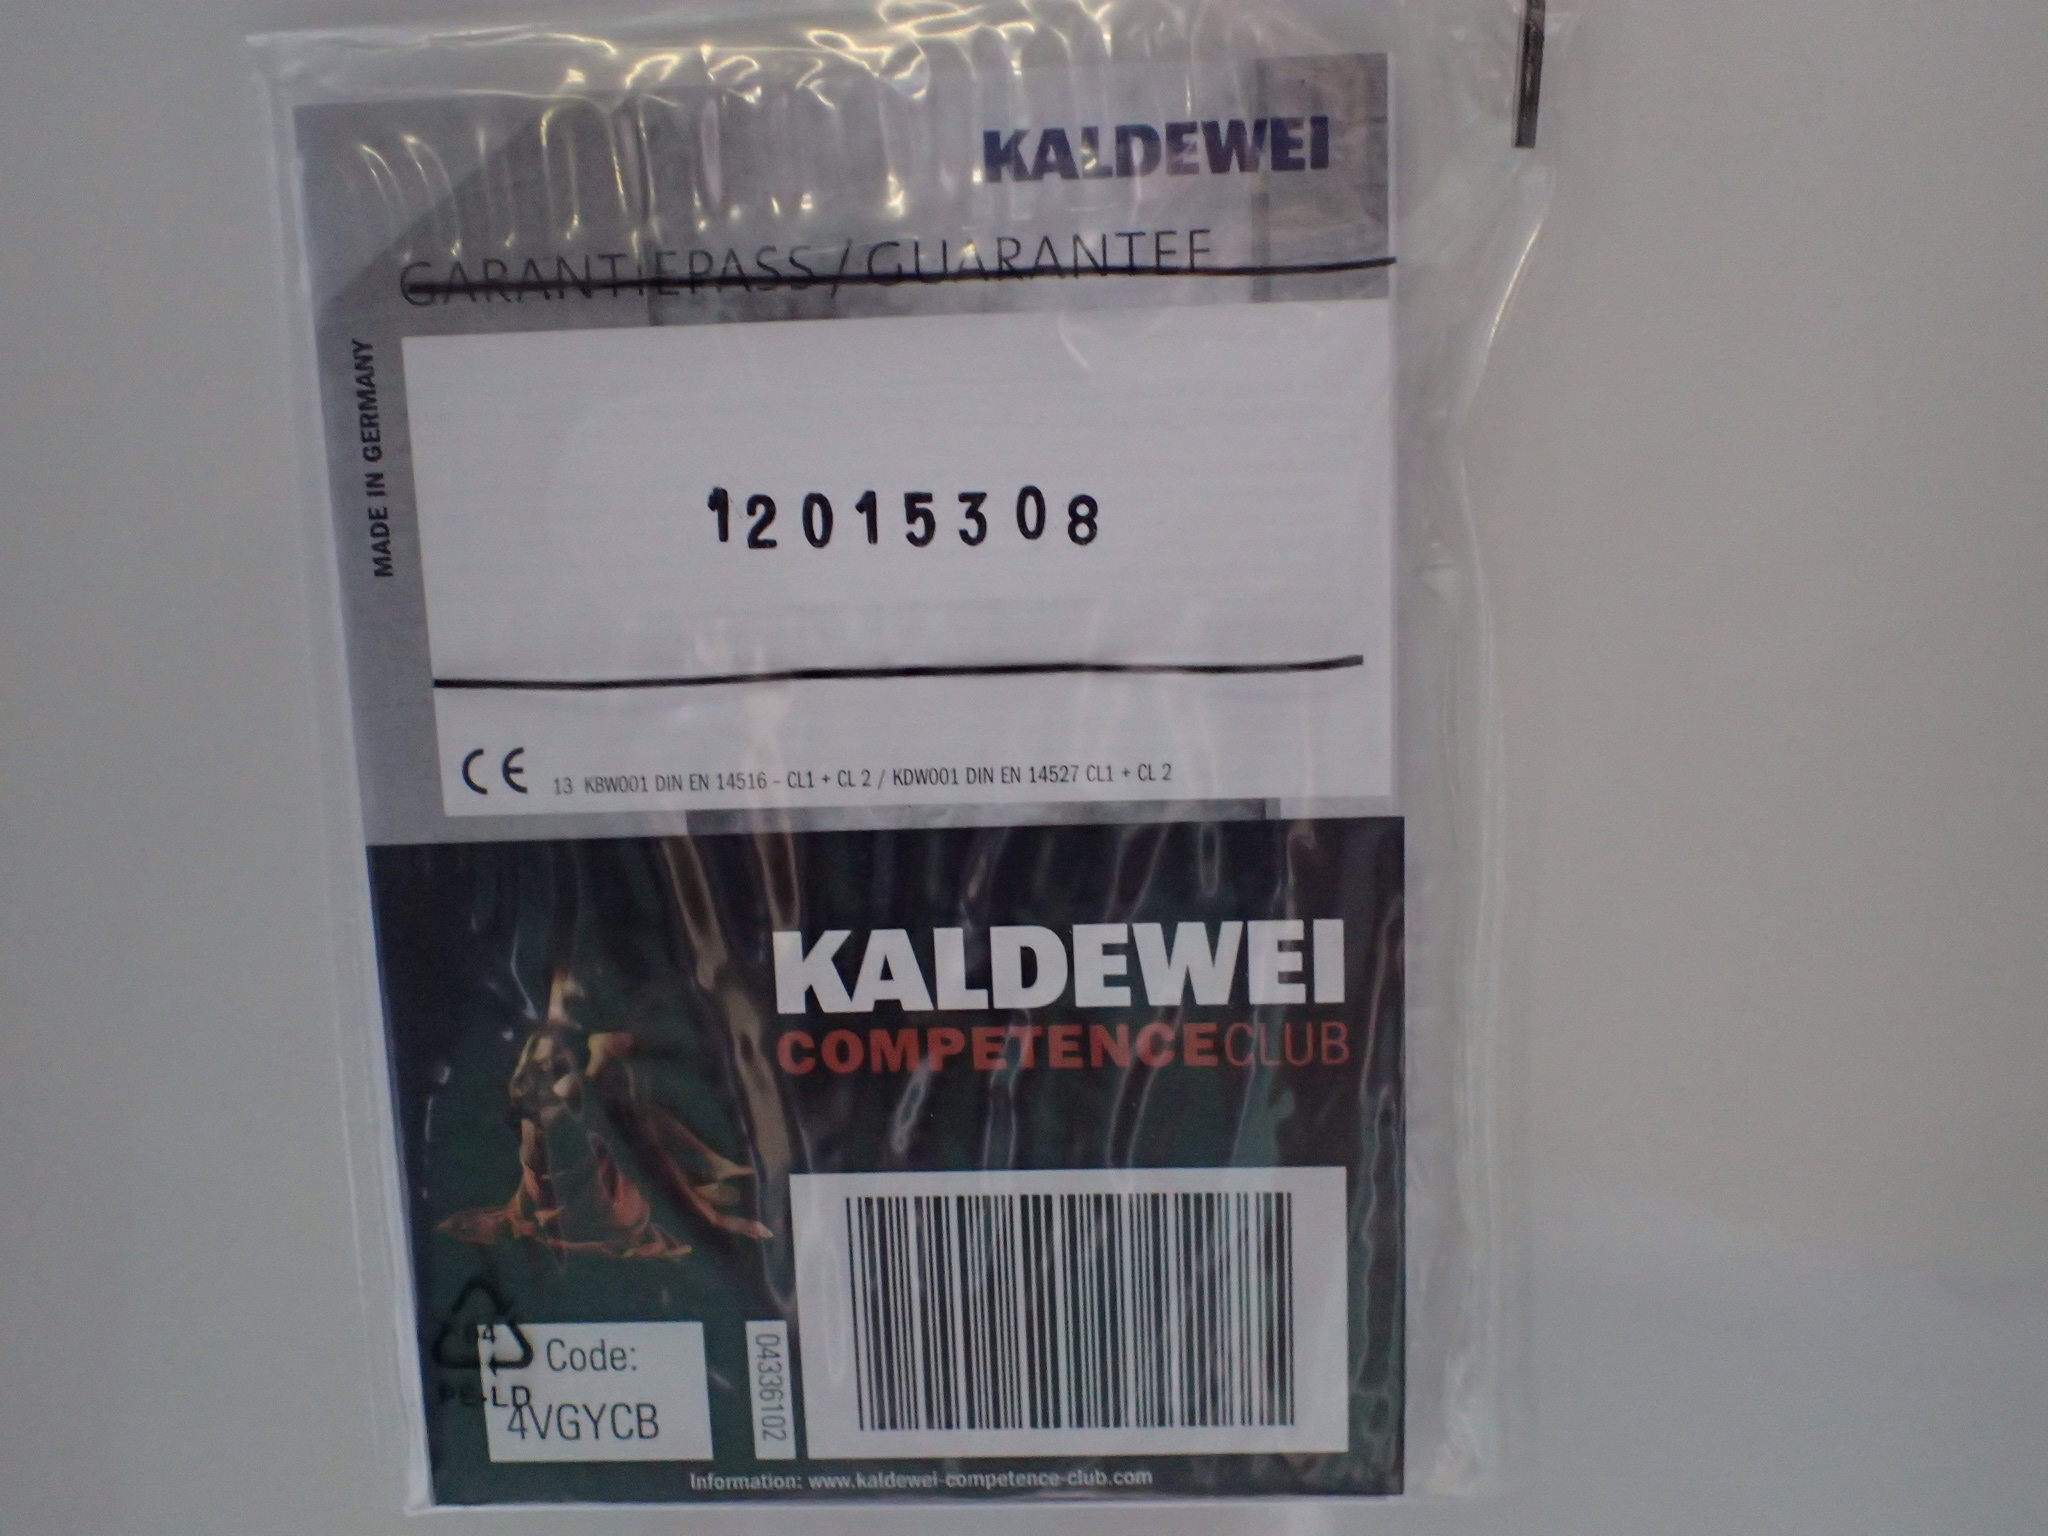 KALDEWEI
GARANTIEPASS / GUARANTEE
MADE IN GERMANY
12015308
CE 13 KBW001 DIN EN 14516 - CL1 + CL 2 / KDW001 DIN EN 14527 CL1 + CL 2
KALDEWEI
COMPETENCECLUB
04
PE-LD
Code:
4VGYCB
04336102
Information: www.kaldewei-competence-club.com